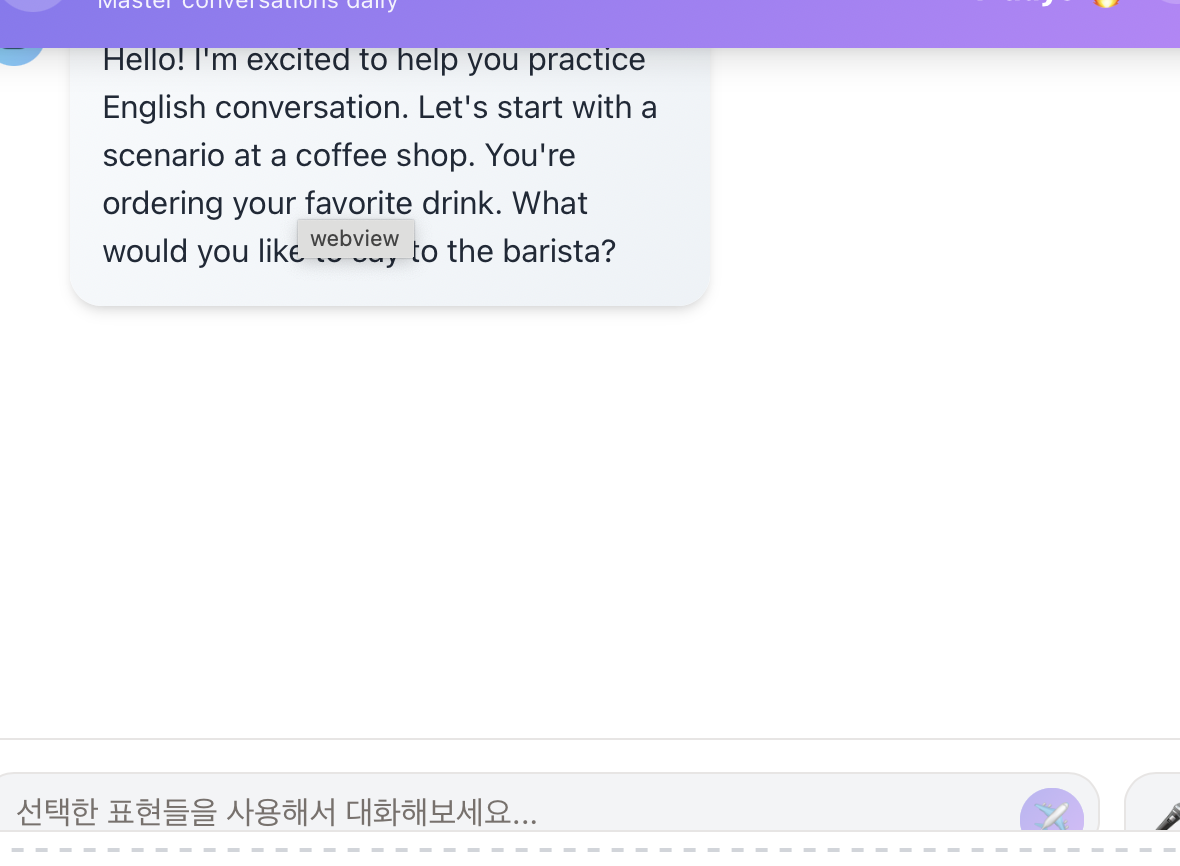 Master conversations daily
Hello! I'm excited to help you practice
English conversation. Let's start with a
scenario at a coffee shop. You're
ordering your favorite drink. What
would you like to say to the barista?
webview
선택한 표현들을 사용해서 대화해보세요...